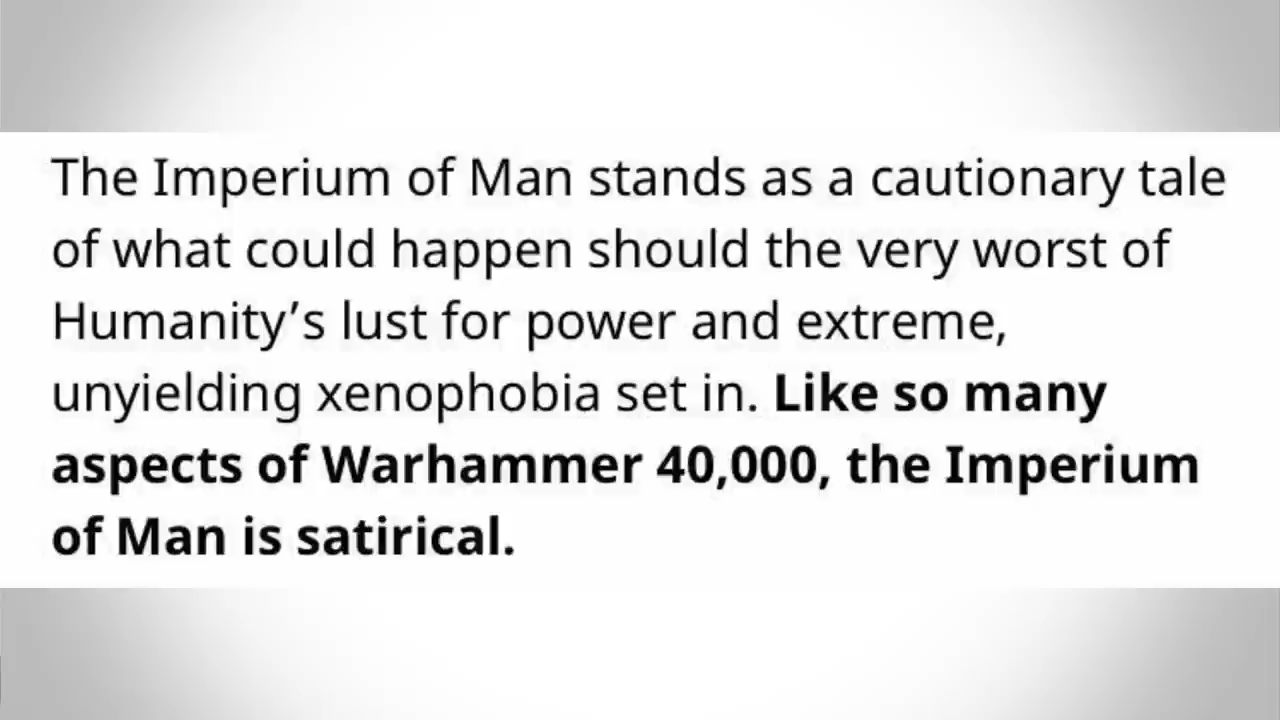 The Imperium of Man stands as a cautionary tale
of what could happen should the very worst of
Humanity’s lust for power and extreme,
unyielding xenophobia set in. Like so many
aspects of Warhammer 40,000, the Imperium
of Man is satirical.